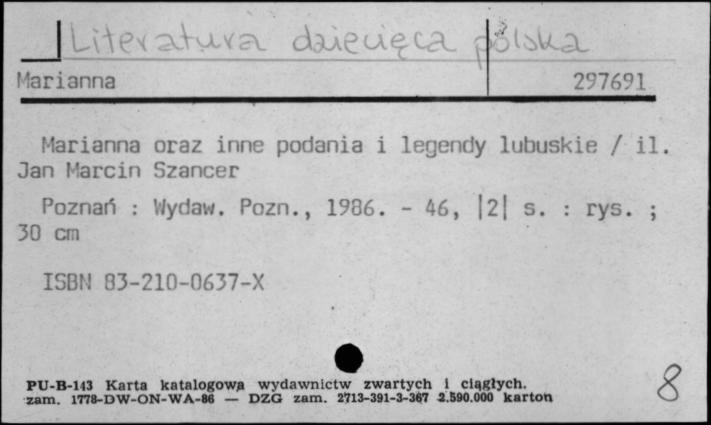 Literatura dziecięca polska
Marianna 297691
Marianna oraz inne podania i legendy lubuskie / il.
Jan Marcin Szancer
Poznań : Wydaw. Pozn., 1986. - 46, |2| s. : rys. ;
30 cm
ISBN 83-210-0637-X
PU-B-143 Karta katalogowa wydawnictw zwartych i ciągłych.
zam. 1778-DW-ON-WA-86 — DZG zam. 2713-391-3-367 2.590.000 karton
8